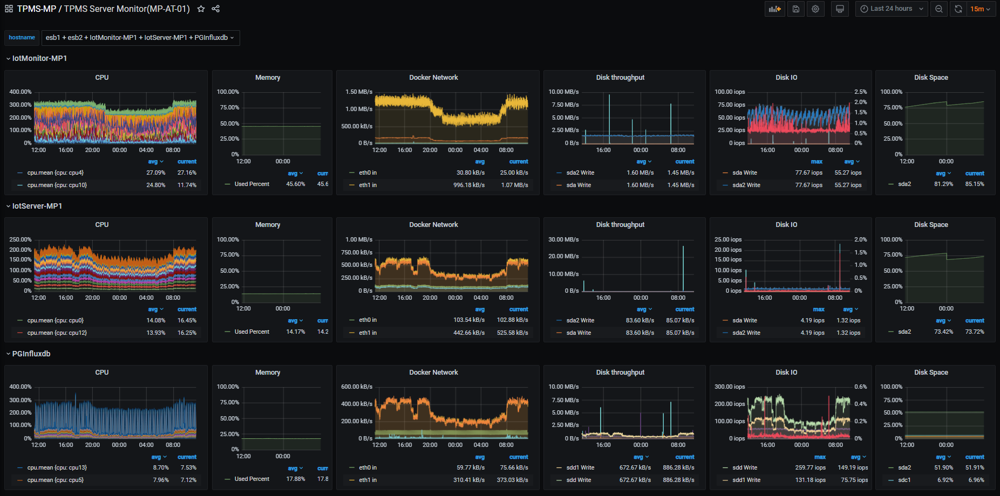 TPMS-MP / TPMS Server Monitor(MP-AT-01)
Last 24 hours
15m
hostname esb1 + esb2 + IotMonitor-MP1 + IotServer-MP1 + PGInfluxdb
IotMonitor-MP1
CPU
400.00%
300.00%
200.00%
100.00%
0%
12:00 16:00 20:00 00:00 04:00 08:00
avg current
cpu.mean {cpu: cpu4} 27.09% 27.16%
cpu.mean {cpu: cpu10} 24.80% 11.74%
Memory
100.00%
75.00%
50.00%
25.00%
0%
12:00 00:00
avg curr
Used Percent 45.60% 45.6
Docker Network
1.50 MB/s
1.00 MB/s
500.00 kB/s
0 B/s
12:00 16:00 20:00 00:00 04:00 08:00
avg current
eth0 in 30.80 kB/s 25.00 kB/s
eth1 in 996.18 kB/s 1.07 MB/s
Disk throughput
10.00 MB/s
7.50 MB/s
5.00 MB/s
2.50 MB/s
0 B/s
16:00 00:00 08:00
avg current
sda2 Write 1.60 MB/s 1.45 MB/s
sda Write 1.60 MB/s 1.45 MB/s
Disk IO
100.00 iops 2.5%
75.00 iops 2.0%
50.00 iops 1.5%
25.00 iops 1.0%
0 iops 0.5%
0%
16:00 00:00 08:00
max avg
sda Write 77.67 iops 55.27 iops
sda2 Write 77.67 iops 55.27 iops
Disk Space
100.00%
75.00%
50.00%
25.00%
0%
12:00 00:00
avg current
sda2 81.29% 85.15%
IotServer-MP1
CPU
250.00%
200.00%
150.00%
100.00%
50.00%
0%
12:00 16:00 20:00 00:00 04:00 08:00
avg current
cpu.mean {cpu: cpu0} 14.08% 16.45%
cpu.mean {cpu: cpu12} 13.93% 16.25%
Memory
100.00%
75.00%
50.00%
25.00%
0%
12:00 00:00
avg curr
Used Percent 14.17% 14.2
Docker Network
1.00 MB/s
750.00 kB/s
500.00 kB/s
250.00 kB/s
0 B/s
12:00 16:00 20:00 00:00 04:00 08:00
avg current
eth0 in 103.54 kB/s 102.88 kB/s
eth1 in 442.66 kB/s 525.58 kB/s
Disk throughput
30.00 MB/s
20.00 MB/s
10.00 MB/s
0 B/s
16:00 00:00 08:00
avg current
sda2 Write 83.60 kB/s 85.07 kB/s
sda Write 83.60 kB/s 85.07 kB/s
Disk IO
25.00 iops 2.0%
20.00 iops 1.5%
15.00 iops 1.0%
10.00 iops 0.5%
5.00 iops 0%
0 iops
16:00 00:00 08:00
max avg
sda Write 4.19 iops 1.32 iops
sda2 Write 4.19 iops 1.32 iops
Disk Space
100.00%
75.00%
50.00%
25.00%
0%
12:00 00:00
avg current
sda2 73.42% 73.72%
PGInfluxdb
CPU
400.00%
300.00%
200.00%
100.00%
0%
12:00 16:00 20:00 00:00 04:00 08:00
avg current
cpu.mean {cpu: cpu13} 8.70% 7.53%
cpu.mean {cpu: cpu5} 7.96% 7.12%
Memory
100.00%
75.00%
50.00%
25.00%
0%
12:00 00:00
avg curr
Used Percent 17.88% 17.8
Docker Network
600.00 kB/s
400.00 kB/s
200.00 kB/s
0 B/s
12:00 16:00 20:00 00:00 04:00 08:00
avg current
eth0 in 59.77 kB/s 75.66 kB/s
eth1 in 310.41 kB/s 373.03 kB/s
Disk throughput
10.00 MB/s
7.50 MB/s
5.00 MB/s
2.50 MB/s
0 B/s
16:00 00:00 08:00
avg current
sdd1 Write 672.67 kB/s 886.28 kB/s
sdd Write 672.67 kB/s 886.28 kB/s
Disk IO
300.00 iops 0.6%
200.00 iops 0.4%
100.00 iops 0.2%
0 iops 0%
16:00 00:00 08:00
max avg
sdd Write 259.77 iops 149.19 iops
sdd1 Write 131.18 iops 75.75 iops
Disk Space
100.00%
75.00%
50.00%
25.00%
0%
12:00 00:00
avg current
sda2 51.90% 51.91%
sdc1 6.92% 6.96%